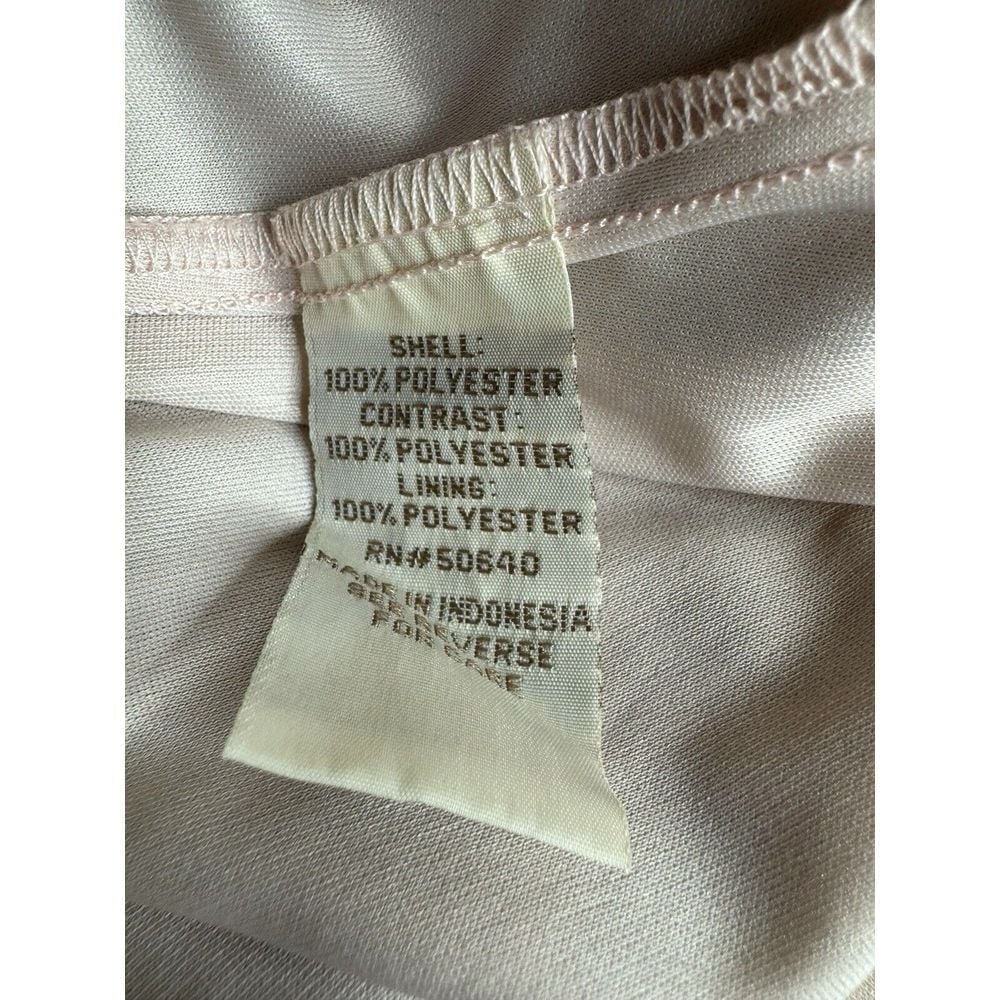 SHELL:
100% POLYESTER
CONTRAST:
100% POLYESTER
LINING:
100% POLYESTER
RN# 50640
MADE IN INDONESIA
SEE REVERSE
FOR CARE